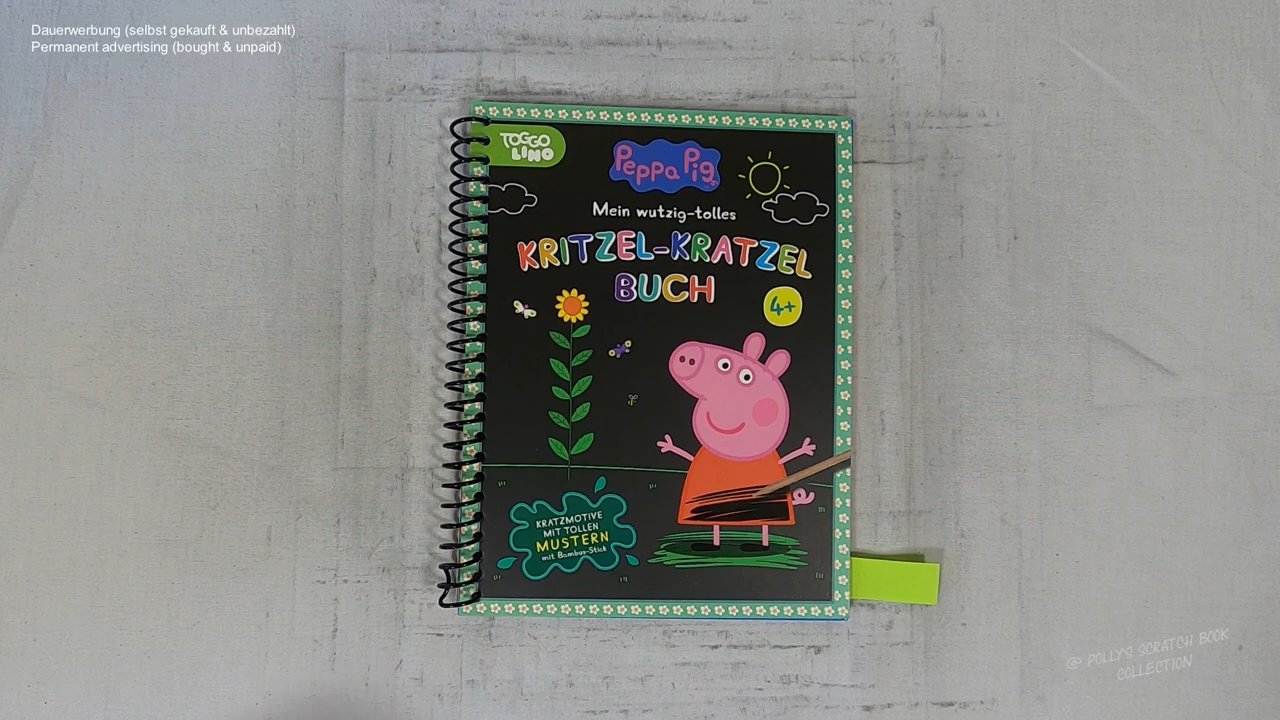 Dauerwerbung (selbst gekauft & unbezahlt)
Permanent advertising (bought & unpaid)
TOGGO
LINO
Peppa Pig
Mein wutzig-tolles
KRITZEL-KRATZEL
BUCH
4+
KRATZMOTIVE
MIT TOLLEN
MUSTERN
mit Bambus-Stick
@ POLLY'S SCRATCH BOOK
COLLECTION